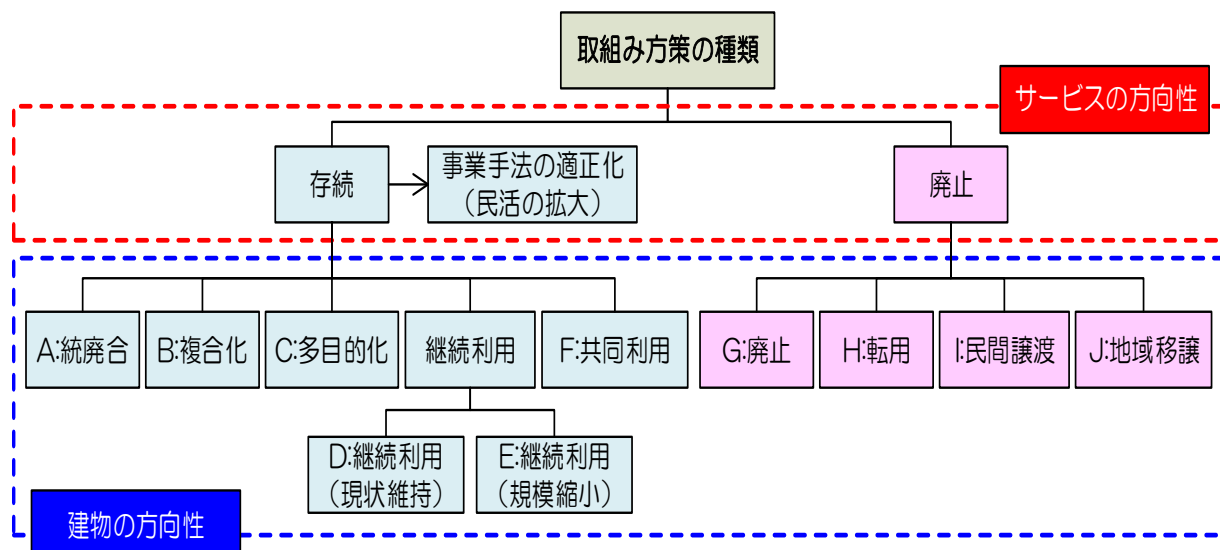 取組み方策の種類
サービスの方向性
存続
事業手法の適正化
（民活の拡大）
廃止
A:統廃合
B:複合化
C:多目的化
継続利用
F:共同利用
G:廃止
H:転用
I:民間譲渡
J:地域移譲
D:継続利用
（現状維持）
E:継続利用
（規模縮小）
建物の方向性